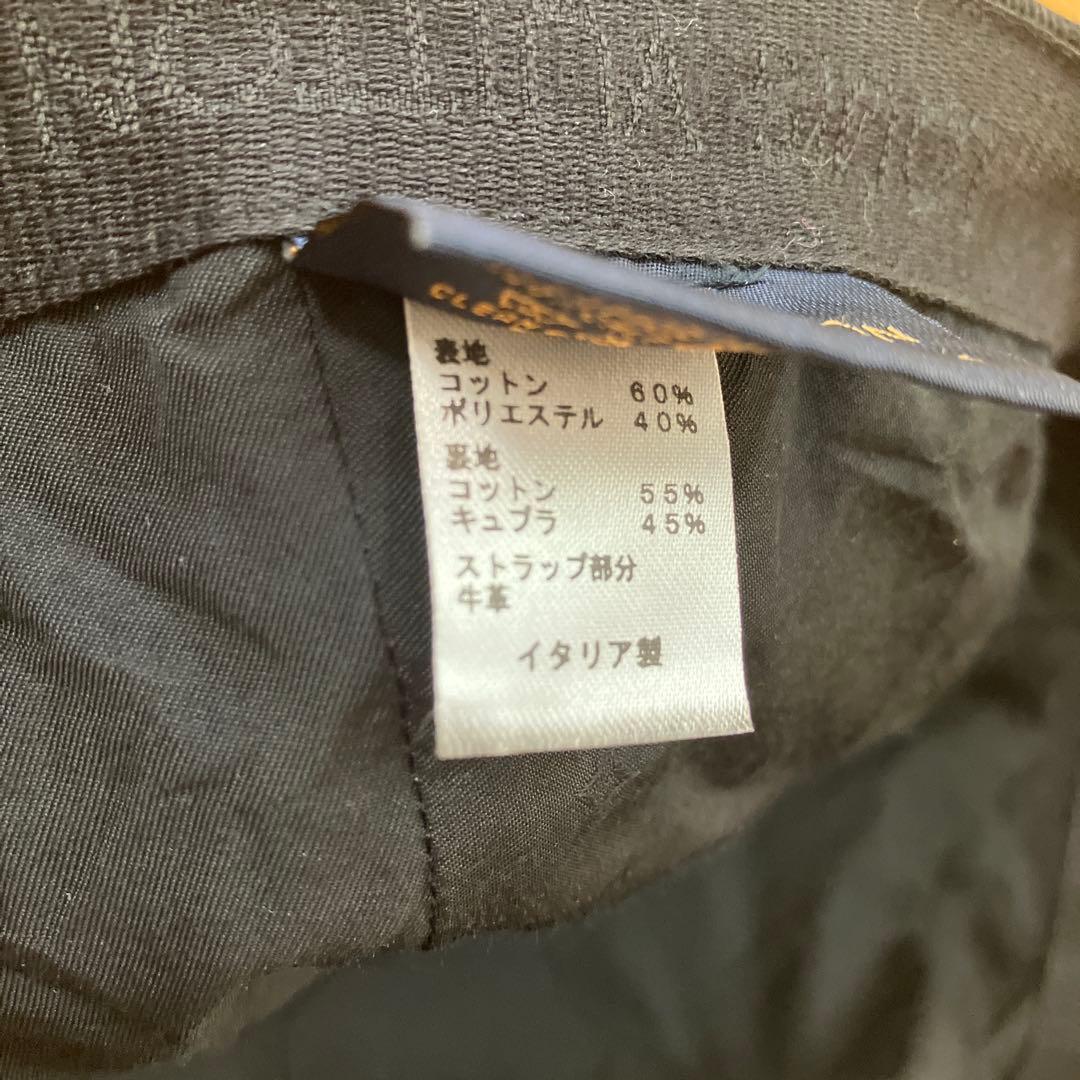 表地
コットン 60%
ポリエステル 40%
裏地
コットン 55%
キュプラ 45%
ストラップ部分
牛革
イタリア製